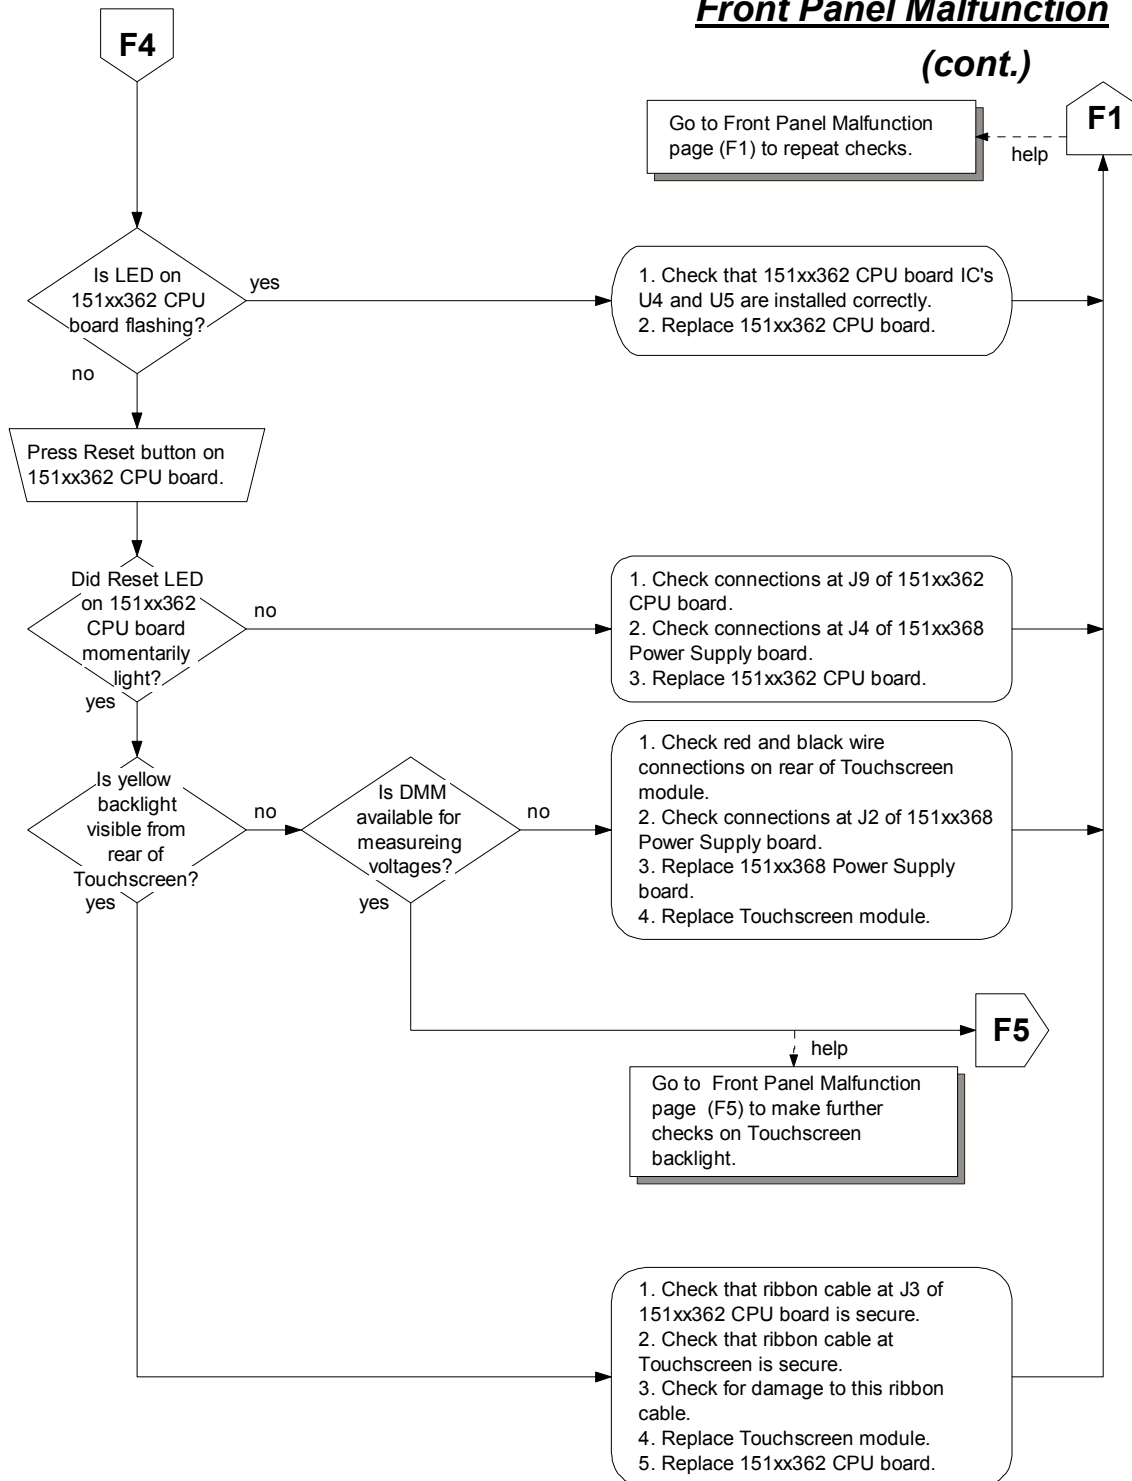 Front Panel Malfunction
(cont.)
F4
Go to Front Panel Malfunction
page (F1) to repeat checks.
help
F1
Is LED on
151xx362 CPU
board flashing?
yes
no
1. Check that 151xx362 CPU board IC's
U4 and U5 are installed correctly.
2. Replace 151xx362 CPU board.
Press Reset button on
151xx362 CPU board.
Did Reset LED
on 151xx362
CPU board
momentarily
light?
no
yes
1. Check connections at J9 of 151xx362
CPU board.
2. Check connections at J4 of 151xx368
Power Supply board.
3. Replace 151xx362 CPU board.
Is yellow
backlight
visible from
rear of
Touchscreen?
no
yes
Is DMM
available for
measureing
voltages?
no
yes
1. Check red and black wire
connections on rear of Touchscreen
module.
2. Check connections at J2 of 151xx368
Power Supply board.
3. Replace 151xx368 Power Supply
board.
4. Replace Touchscreen module.
F5
help
Go to Front Panel Malfunction
page (F5) to make further
checks on Touchscreen
backlight.
1. Check that ribbon cable at J3 of
151xx362 CPU board is secure.
2. Check that ribbon cable at
Touchscreen is secure.
3. Check for damage to this ribbon
cable.
4. Replace Touchscreen module.
5. Replace 151xx362 CPU board.